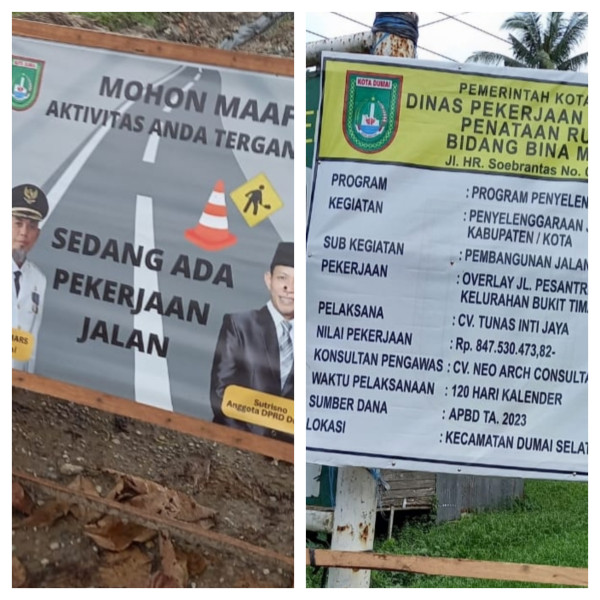 MOHON MAAF
AKTIVITAS ANDA TERGAN
SEDANG ADA
PEKERJAAN
JALAN
Sutrisno
Anggota DPRD D
KOTA DUMAI
PEMERINTAH KOTA
DINAS PEKERJAAN
PENATAAN RU
BIDANG BINA M
Jl. HR. Soebrantas No.
PROGRAM : PROGRAM PENYELEN
KEGIATAN : PENYELENGGARAAN
KABUPATEN / KOTA
SUB KEGIATAN : PEMBANGUNAN JALAN
PEKERJAAN : OVERLAY JL. PESANTR
KELURAHAN BUKIT TIM
PELAKSANA : CV. TUNAS INTI JAYA
NILAI PEKERJAAN : Rp. 847.530.473,82-
KONSULTAN PENGAWAS : CV. NEO ARCH CONSULTA
WAKTU PELAKSANAAN : 120 HARI KALENDER
SUMBER DANA : APBD TA. 2023
LOKASI : KECAMATAN DUMAI SELAT